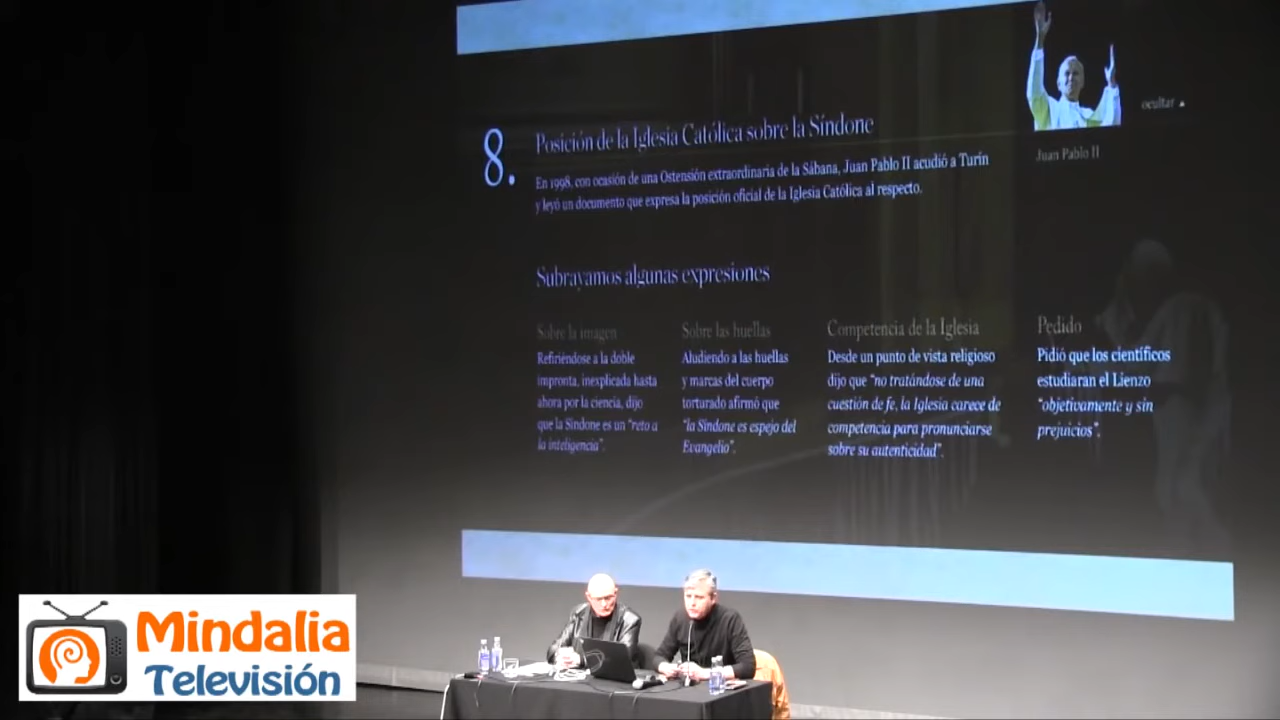 8.
Posición de la Iglesia Católica sobre la Síndone
En 1998, con ocasión de una Ostensión extraordinaria de la Sábana, Juan Pablo II acudió a Turín
y leyó un documento que expresa la posición oficial de la Iglesia Católica al respecto.
ocultar
Juan Pablo II
Subrayamos algunas expresiones
Sobre la imagen
Refiriéndose a la doble
impronta, inexplicada hasta
ahora por la ciencia, dijo
que la Síndone es un “reto a
la inteligencia”.
Sobre las huellas
Aludiendo a las huellas
y marcas del cuerpo
torturado afirmó que
“la Síndone es espejo del
Evangelio”.
Competencia de la Iglesia
Desde un punto de vista religioso
dijo que “no tratándose de una
cuestión de fe, la Iglesia carece de
competencia para pronunciarse
sobre su autenticidad”.
Pedido
Pidió que los científicos
estudiaran el Lienzo
“objetivamente y sin
prejuicios”.
Mindalia
Televisión